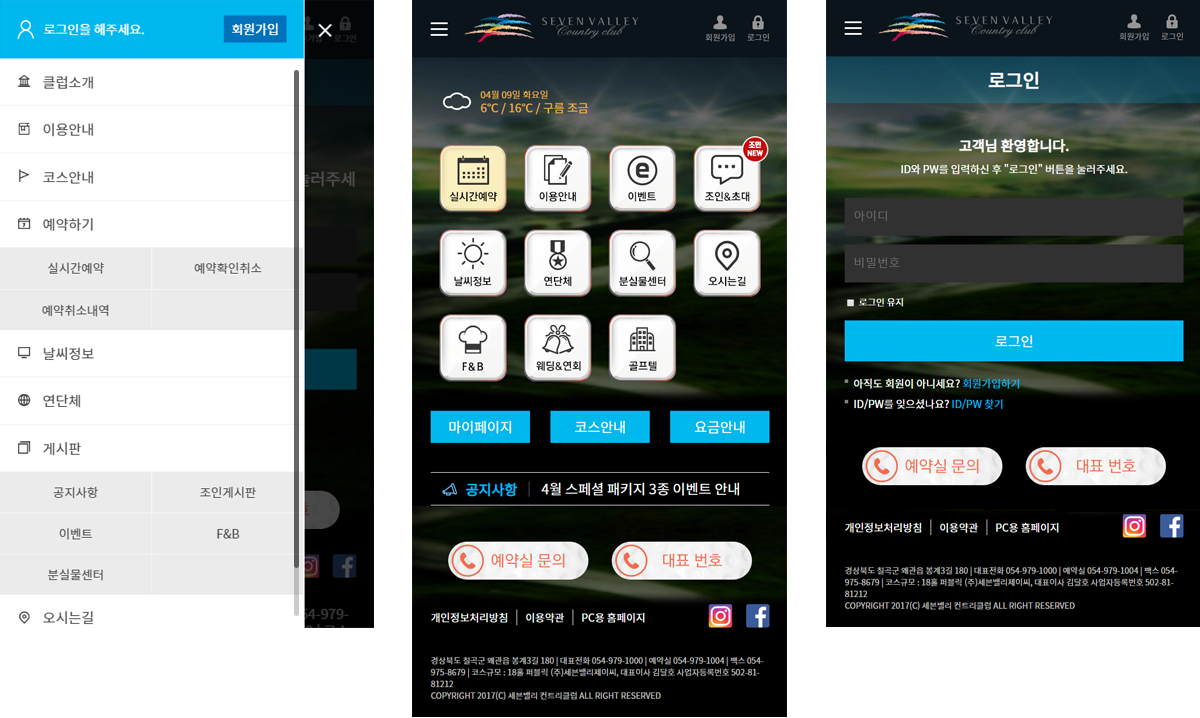 로그인을 해주세요.
회원가입
클럽소개
이용안내
코스안내
예약하기
실시간예약
예약확인취소
예약취소내역
날씨정보
연단체
게시판
공지사항
조인게시판
이벤트
F&B
분실물센터
오시는길
SEVEN VALLEY
Country club
회원가입
로그인
04월 09일 화요일
6℃ / 16℃ / 구름 조금
조인
NEW
실시간예약
이용안내
이벤트
조인&초대
날씨정보
연단체
분실물센터
오시는길
F&B
웨딩&연회
골프텔
마이페이지
코스안내
요금안내
공지사항
4월 스페셜 패키지 3종 이벤트 안내
예약실 문의
대표 번호
개인정보처리방침
이용약관
PC용 홈페이지
경상북도 칠곡군 왜관읍 봉계3길 180 | 대표전화 054-979-1000 | 예약실 054-979-1004 | 팩스 054-
975-8679 | 코스규모 : 18홀 퍼블릭 (주)세븐밸리제이씨, 대표이사 김달호 사업자등록번호 502-81-
81212
COPYRIGHT 2017(C) 세븐밸리 컨트리클럽 ALL RIGHT RESERVED
SEVEN VALLEY
Country club
회원가입
로그인
로그인
고객님 환영합니다.
ID와 PW를 입력하신 후 "로그인" 버튼을 눌러주세요.
아이디
비밀번호
로그인 유지
로그인
아직도 회원이 아니세요? 회원가입하기
ID/PW를 잊으셨나요? ID/PW 찾기
예약실 문의
대표 번호
개인정보처리방침
이용약관
PC용 홈페이지
경상북도 칠곡군 왜관읍 봉계3길 180 | 대표전화 054-979-1000 | 예약실 054-979-1004 | 팩스 054-
975-8679 | 코스규모 : 18홀 퍼블릭 (주)세븐밸리제이씨, 대표이사 김달호 사업자등록번호 502-81-
81212
COPYRIGHT 2017(C) 세븐밸리 컨트리클럽 ALL RIGHT RESERVED